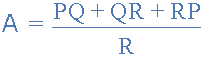 A = PQ + QR + RP
R